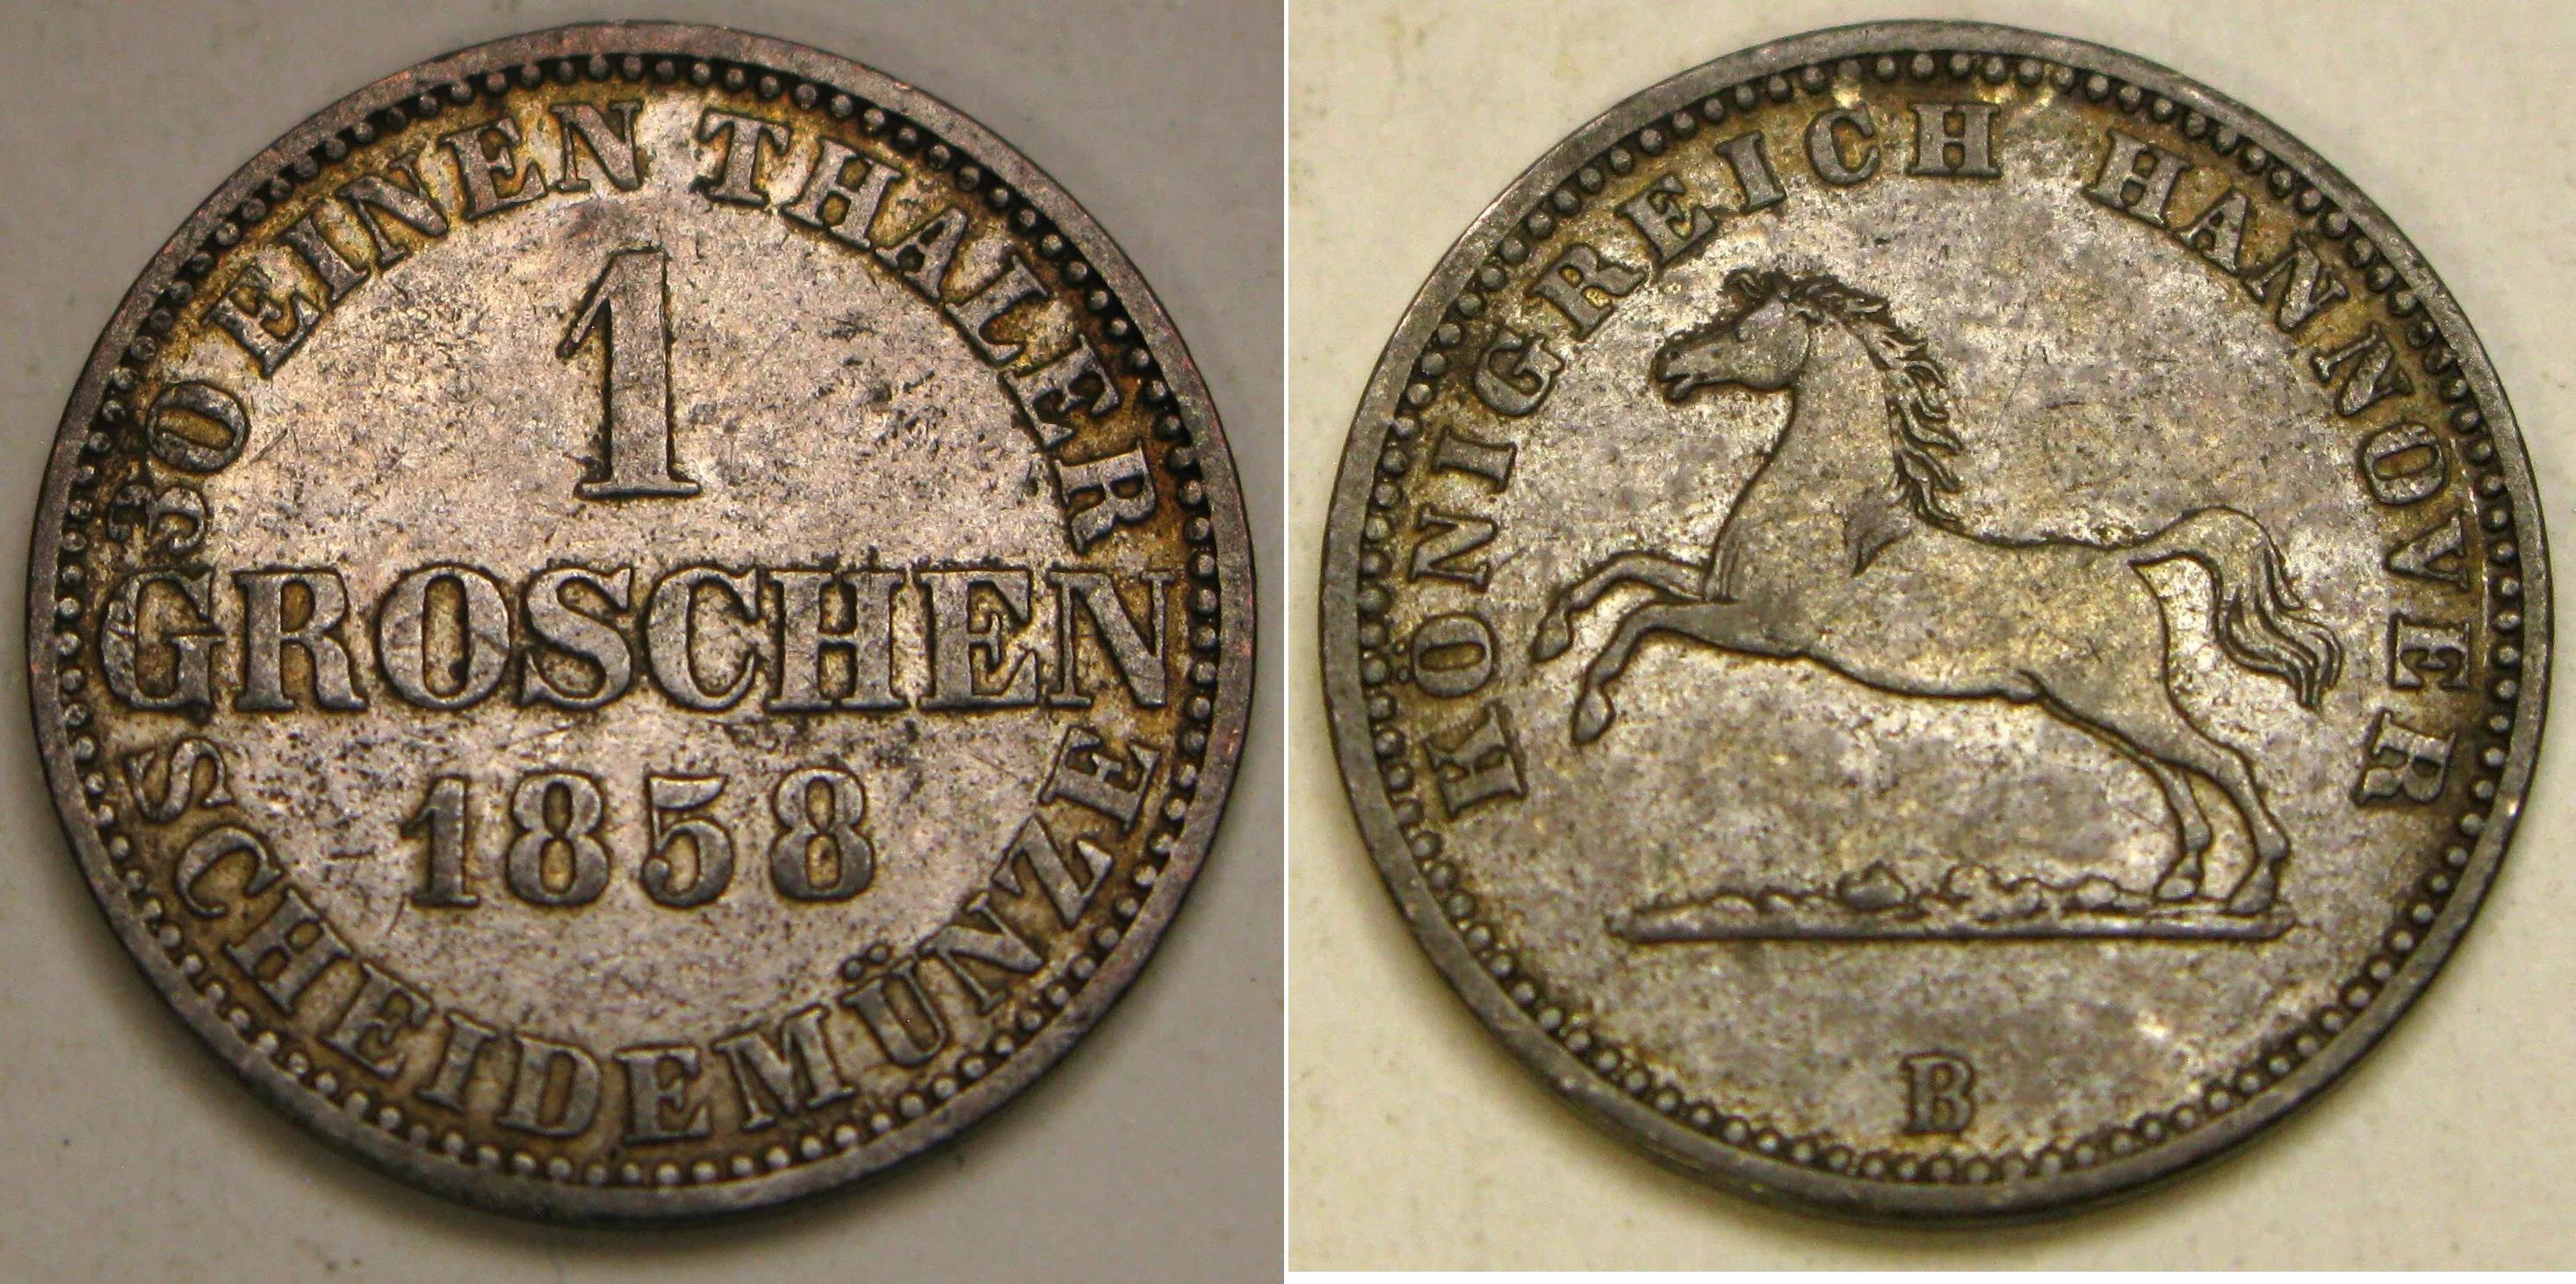 30 EINEN THALER
1
GROSCHEN
1858
SCHEIDEMÜNZE
KÖNIGREICH HANNOVER
B